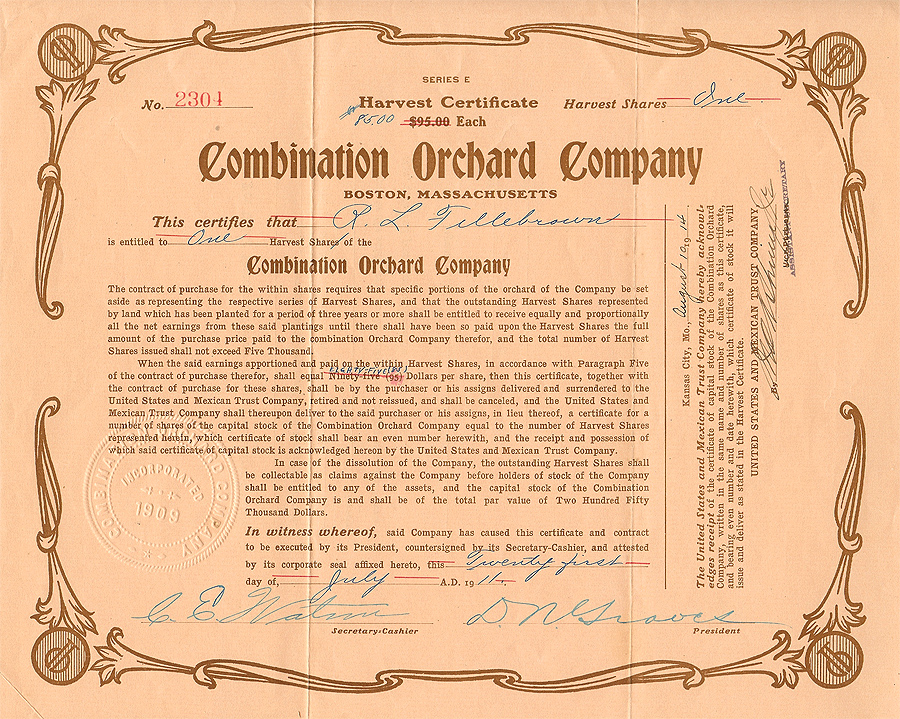 SERIES E
No. 2304
Harvest Certificate
Harvest Shares One
$85.00 $95.00 Each
Combination Orchard Company
BOSTON, MASSACHUSETTS
This certifies that R. L. Tillebrown
is entitled to One Harvest Shares of the
Combination Orchard Company
The contract of purchase for the within shares requires that specific portions of the orchard of the Company be set
aside as representing the respective series of Harvest Shares, and that the outstanding Harvest Shares represented
by land which has been planted for a period of three years or more shall be entitled to receive equally and proportionally
all the net earnings from these said plantings until there shall have been so paid upon the Harvest Shares the full
amount of the purchase price paid to the combination Orchard Company therefor, and the total number of Harvest
Shares issued shall not exceed Five Thousand.
When the said earnings apportioned and paid on the within Harvest Shares, in accordance with Paragraph Five
EIGHTY-FIVE (85)
of the contract of purchase therefor, shall equal Ninety-five (95) Dollars per share, then this certificate, together with
the contract of purchase for these shares, shall be by the purchaser or his assigns delivered and surrendered to the
United States and Mexican Trust Company, retired and not reissued, and shall be canceled, and the United States and
Mexican Trust Company shall thereupon deliver to the said purchaser or his assigns, in lieu thereof, a certificate for a
number of shares of the capital stock of the Combination Orchard Company equal to the number of Harvest Shares
represented herein, which certificate of stock shall bear an even number herewith, and the receipt and possession of
which said certificate of capital stock is acknowledged hereon by the United States and Mexican Trust Company.
In case of the dissolution of the Company, the outstanding Harvest Shares shall
be collectable as claims against the Company before holders of stock of the Company
shall be entitled to any of the assets, and the capital stock of the Combination
Orchard Company is and shall be of the total par value of Two Hundred Fifty
Thousand Dollars.
In witness whereof, said Company has caused this certificate and contract
to be executed by its President, countersigned by its Secretary-Cashier, and attested
by its corporate seal affixed hereto, this Twenty first
day of July A.D. 1911.
C. E. Watson
Secretary-Cashier
D. N. Graves
President
COMBINATION ORCHARD COMPANY
INCORPORATED
1909
Kansas City, Mo., August 10 1914
The United States and Mexican Trust Company hereby acknowl-
edges receipt of the certificate of capital stock of the Combination Orchard
Company, written in the same name and number of shares as this certificate,
and bearing even number and date herewith, which certificate of stock it will
issue and deliver as stated in the Harvest Certificate.
UNITED STATES AND MEXICAN TRUST COMPANY,
By